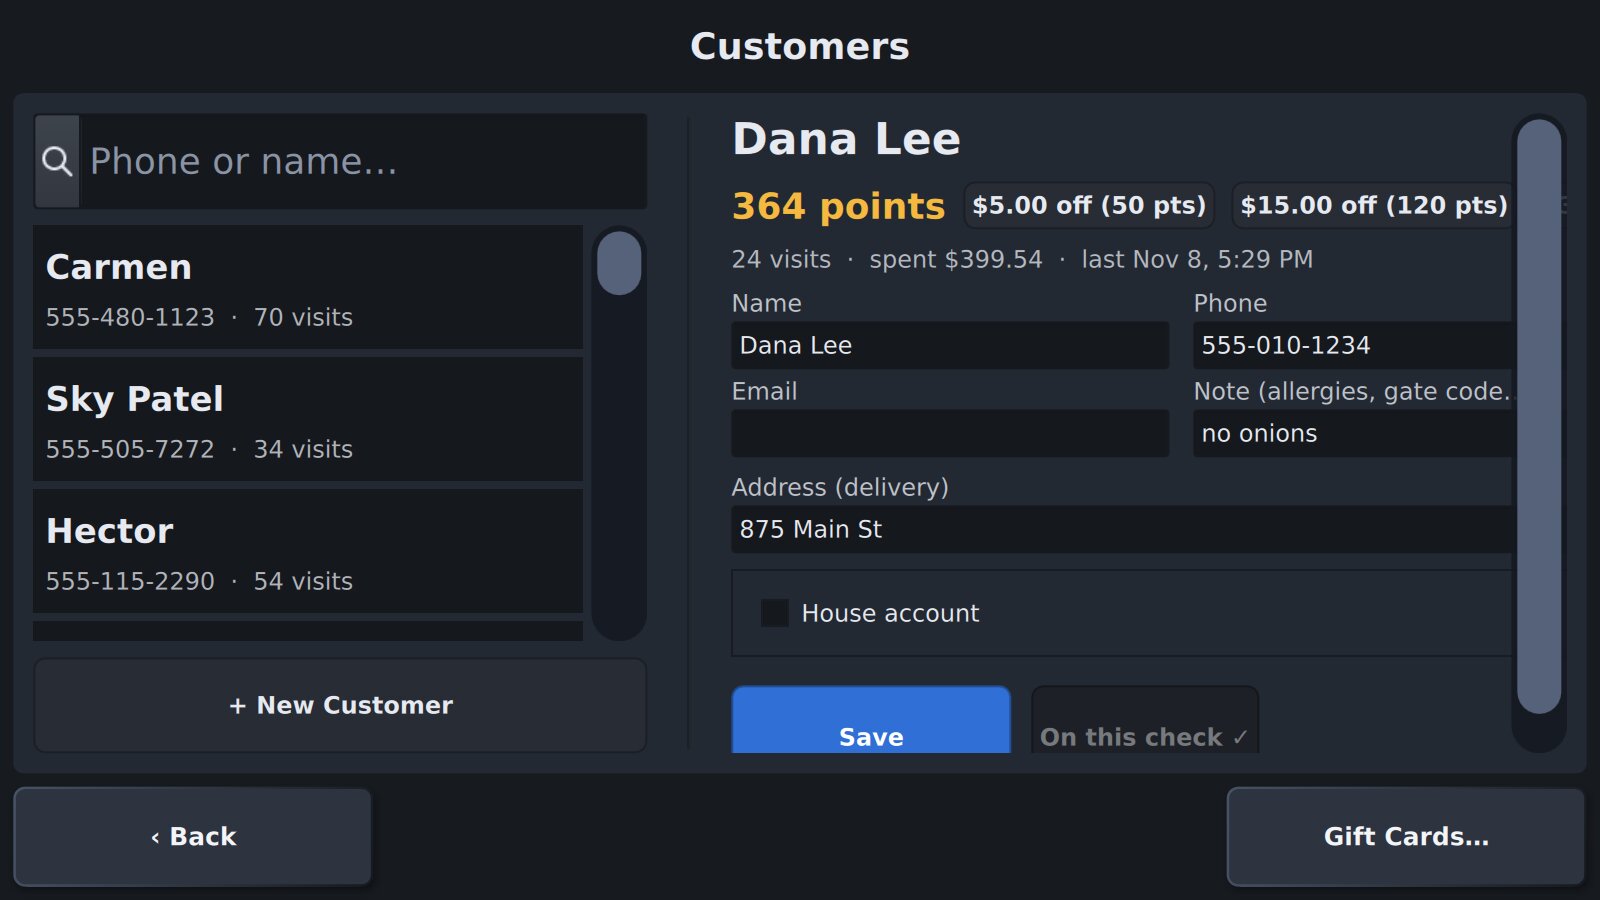 Customers
Phone or name...
Carmen
555-480-1123 · 70 visits
Sky Patel
555-505-7272 · 34 visits
Hector
555-115-2290 · 54 visits
+ New Customer
Dana Lee
364 points
$5.00 off (50 pts)
$15.00 off (120 pts)
24 visits · spent $399.54 · last Nov 8, 5:29 PM
Name
Phone
Dana Lee
555-010-1234
Email
Note (allergies, gate code..
no onions
Address (delivery)
875 Main St
House account
Save
On this check ✓
‹ Back
Gift Cards…